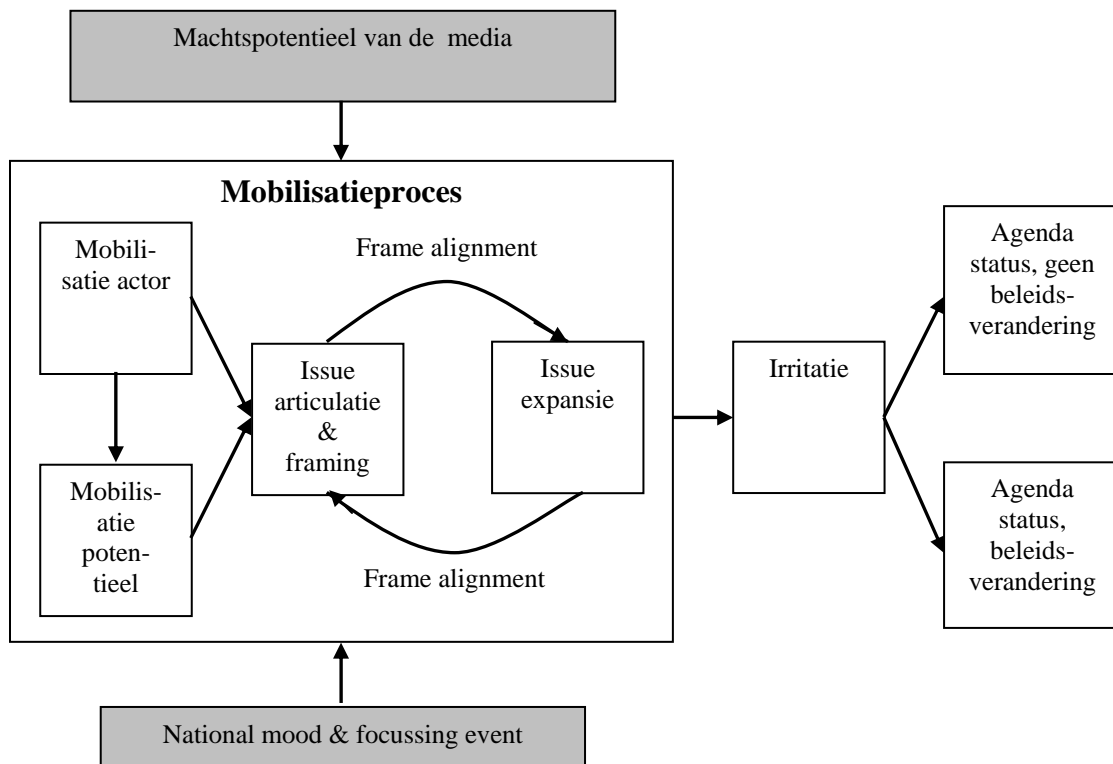 Machtspotentieel van de  media
Mobilisatieproces
Mobili-
satie actor
Frame alignment
Issue
articulatie
&
framing
Issue
expansie
Mobilis-
atie
poten-
tieel
Frame alignment
Irritatie
Agenda
status, geen
beleids-
verandering
Agenda
status,
beleids-
verandering
National mood & focussing event